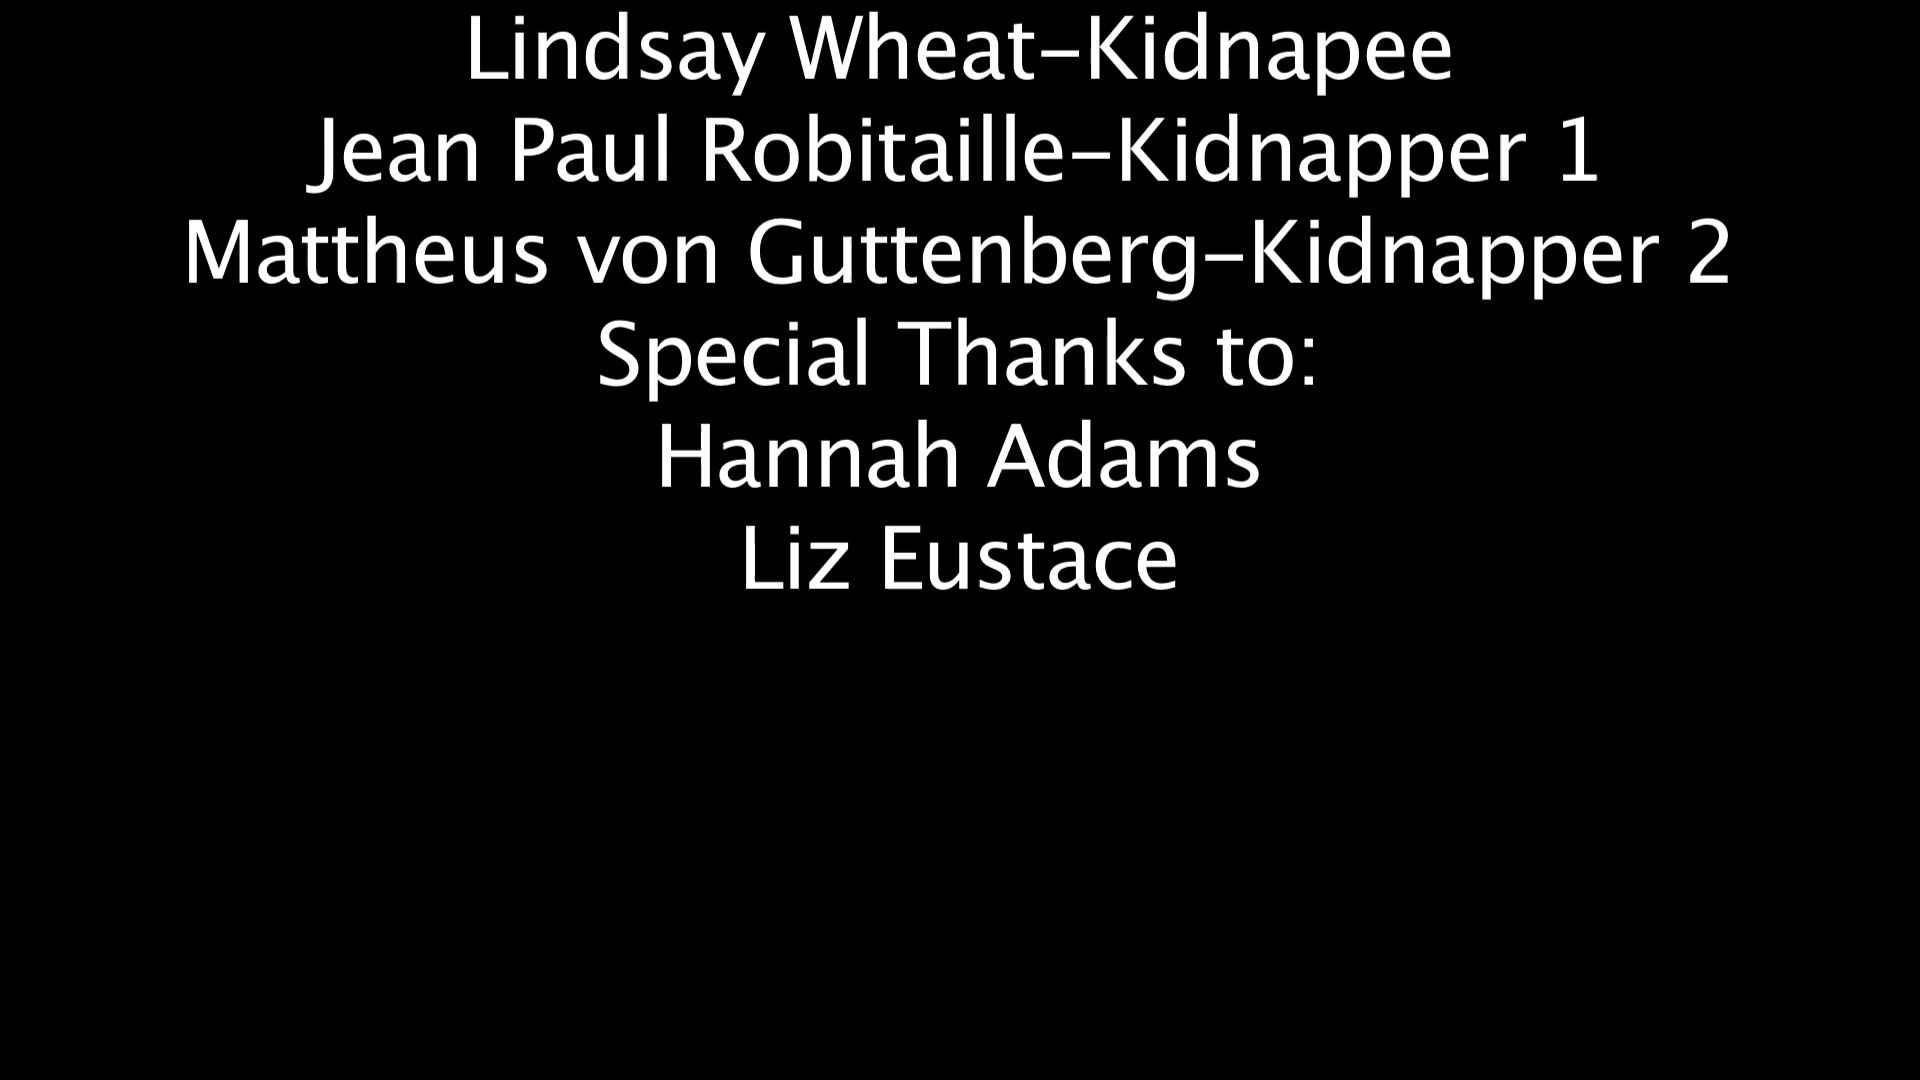 Lindsay Wheat-Kidnapee
Jean Paul Robitaille-Kidnapper 1
Mattheus von Guttenberg-Kidnapper 2
Special Thanks to:
Hannah Adams
Liz Eustace